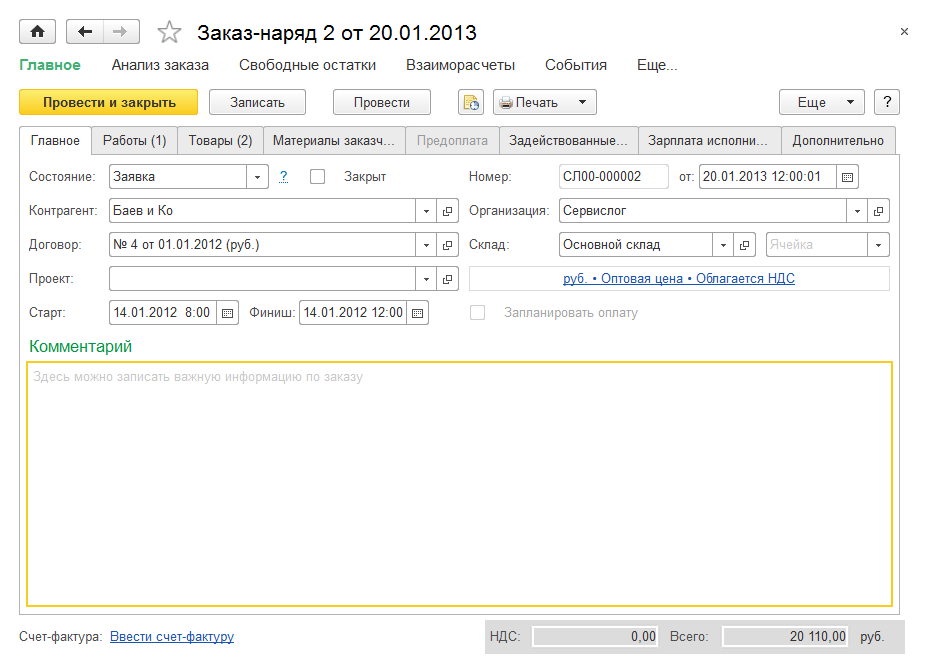 Заказ-наряд 2 от 20.01.2013 ×
Главное Анализ заказа Свободные остатки Взаиморасчеты События Еще...
Провести и закрыть Записать Провести Печать Еще ?
Главное Работы (1) Товары (2) Материалы заказч... Предоплата Задействованные... Зарплата исполни... Дополнительно
Состояние: Заявка ? Закрыт Номер: СЛ00-000002 от: 20.01.2013 12:00:01
Контрагент: Баев и Ко Организация: Сервислог
Договор: № 4 от 01.01.2012 (руб.) Склад: Основной склад Ячейка
Проект: руб. • Оптовая цена • Облагается НДС
Старт: 14.01.2012 8:00 Финиш: 14.01.2012 12:00 Запланировать оплату
Комментарий
Здесь можно записать важную информацию по заказу
Счет-фактура: Ввести счет-фактуру НДС: 0,00 Всего: 20 110,00 руб.